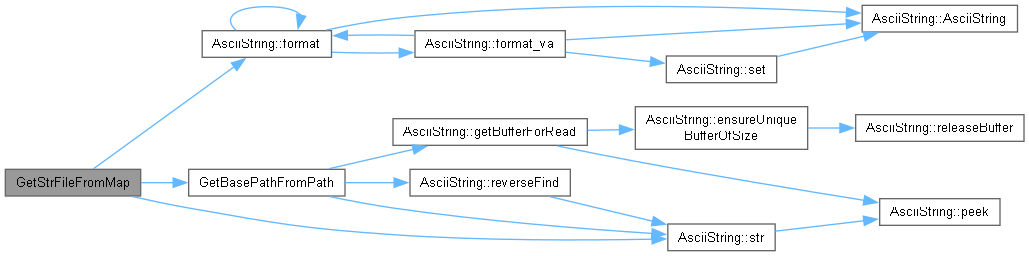 AsciiString::AsciiString
AsciiString::format
AsciiString::format_va
AsciiString::set
AsciiString::ensureUnique
BufferOfSize
AsciiString::getBufferForRead
AsciiString::releaseBuffer
GetStrFileFromMap
GetBasePathFromPath
AsciiString::reverseFind
AsciiString::peek
AsciiString::str